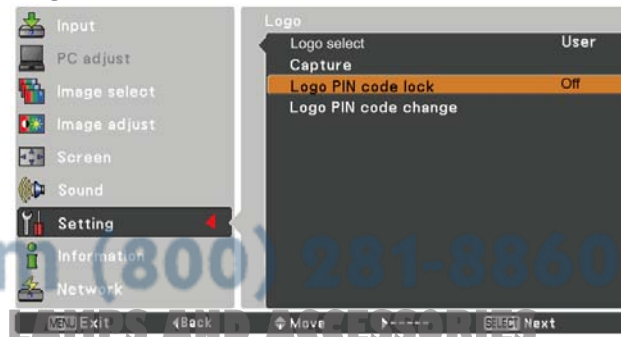 Input
PC adjust
Image select
Image adjust
Screen
Sound
Setting
Information
Network
Logo
Logo select User
Capture
Logo PIN code lock Off
Logo PIN code change
m (800) 281-8860
LAMPS AND ACCESSORIES
MENU Exit ◄Back Move ►----- SELECT Next